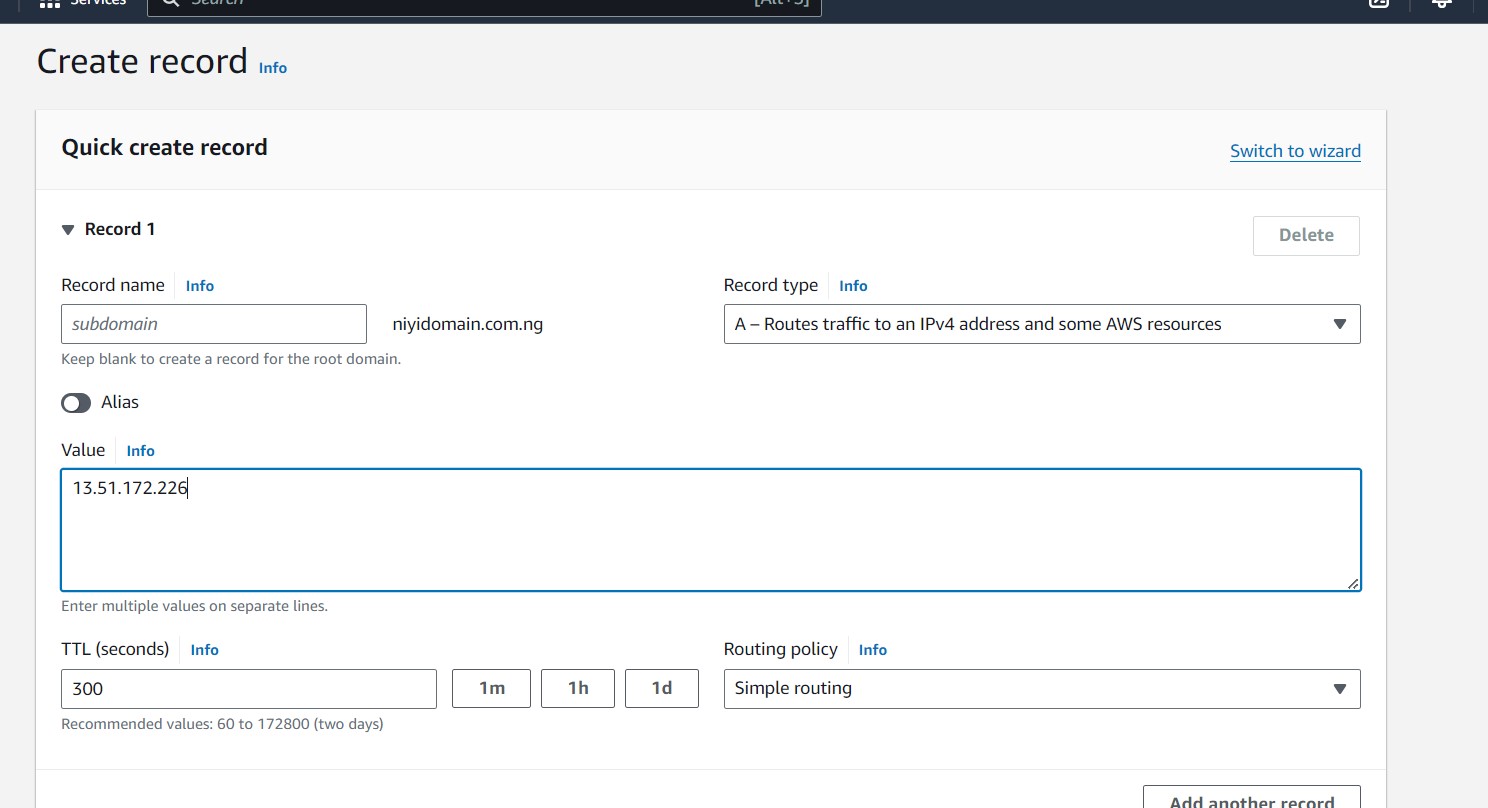 Services Search [Alt+S]
Create record Info
Quick create record
Switch to wizard
Record 1
Delete
Record name Info
Record type Info
subdomain niyidomain.com.ng
A – Routes traffic to an IPv4 address and some AWS resources
Keep blank to create a record for the root domain.
Alias
Value Info
13.51.172.226
Enter multiple values on separate lines.
TTL (seconds) Info
Routing policy Info
300 1m 1h 1d
Simple routing
Recommended values: 60 to 172800 (two days)
Add another record